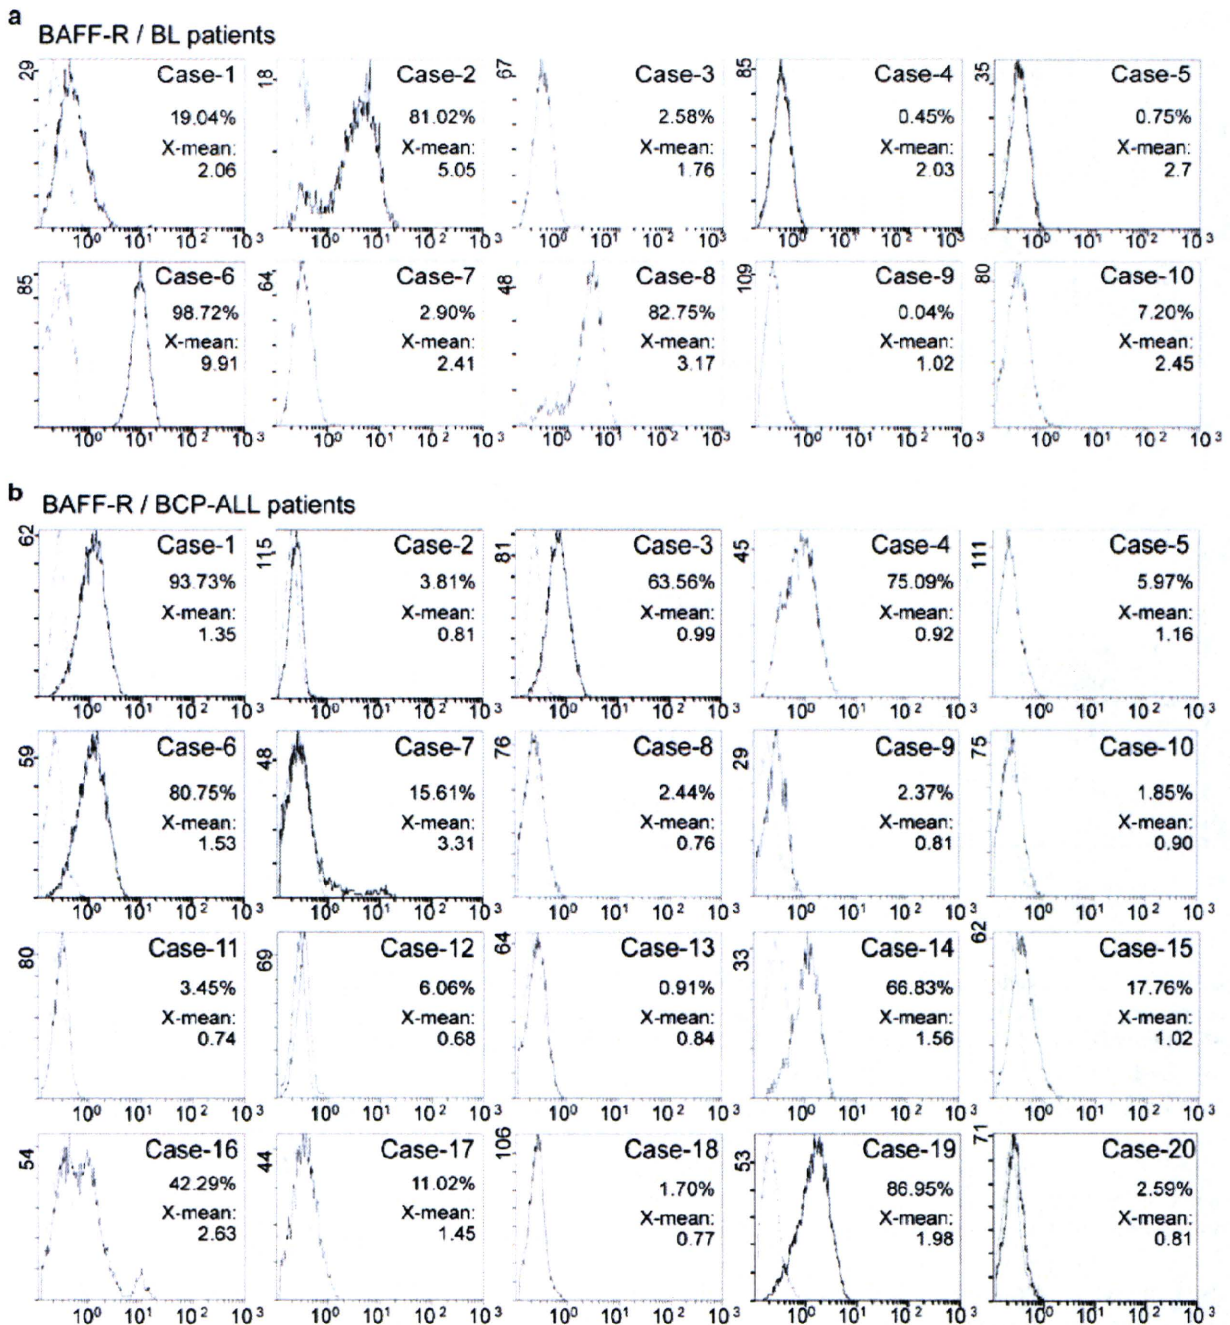 a
BAFF-R / BL patients
29
Case-1
19.04%
X-mean:
2.06
10⁰ 10¹ 10² 10³
18
Case-2
81.02%
X-mean:
5.05
10⁰ 10¹ 10² 10³
67
Case-3
2.58%
X-mean:
1.76
10⁰ 10¹ 10² 10³
85
Case-4
0.45%
X-mean:
2.03
10⁰ 10¹ 10² 10³
35
Case-5
0.75%
X-mean:
2.7
10⁰ 10¹ 10² 10³
85
Case-6
98.72%
X-mean:
9.91
10⁰ 10¹ 10² 10³
64
Case-7
2.90%
X-mean:
2.41
10⁰ 10¹ 10² 10³
48
Case-8
82.75%
X-mean:
3.17
10⁰ 10¹ 10² 10³
109
Case-9
0.04%
X-mean:
1.02
10⁰ 10¹ 10² 10³
80
Case-10
7.20%
X-mean:
2.45
10⁰ 10¹ 10² 10³
b
BAFF-R / BCP-ALL patients
62
Case-1
93.73%
X-mean:
1.35
10⁰ 10¹ 10² 10³
115
Case-2
3.81%
X-mean:
0.81
10⁰ 10¹ 10² 10³
81
Case-3
63.56%
X-mean:
0.99
10⁰ 10¹ 10² 10³
45
Case-4
75.09%
X-mean:
0.92
10⁰ 10¹ 10² 10³
111
Case-5
5.97%
X-mean:
1.16
10⁰ 10¹ 10² 10³
59
Case-6
80.75%
X-mean:
1.53
10⁰ 10¹ 10² 10³
48
Case-7
15.61%
X-mean:
3.31
10⁰ 10¹ 10² 10³
76
Case-8
2.44%
X-mean:
0.76
10⁰ 10¹ 10² 10³
29
Case-9
2.37%
X-mean:
0.81
10⁰ 10¹ 10² 10³
75
Case-10
1.85%
X-mean:
0.90
10⁰ 10¹ 10² 10³
80
Case-11
3.45%
X-mean:
0.74
10⁰ 10¹ 10² 10³
69
Case-12
6.06%
X-mean:
0.68
10⁰ 10¹ 10² 10³
64
Case-13
0.91%
X-mean:
0.84
10⁰ 10¹ 10² 10³
33
Case-14
66.83%
X-mean:
1.56
10⁰ 10¹ 10² 10³
62
Case-15
17.76%
X-mean:
1.02
10⁰ 10¹ 10² 10³
54
Case-16
42.29%
X-mean:
2.63
10⁰ 10¹ 10² 10³
44
Case-17
11.02%
X-mean:
1.45
10⁰ 10¹ 10² 10³
106
Case-18
1.70%
X-mean:
0.77
10⁰ 10¹ 10² 10³
53
Case-19
86.95%
X-mean:
1.98
10⁰ 10¹ 10² 10³
71
Case-20
2.59%
X-mean:
0.81
10⁰ 10¹ 10² 10³